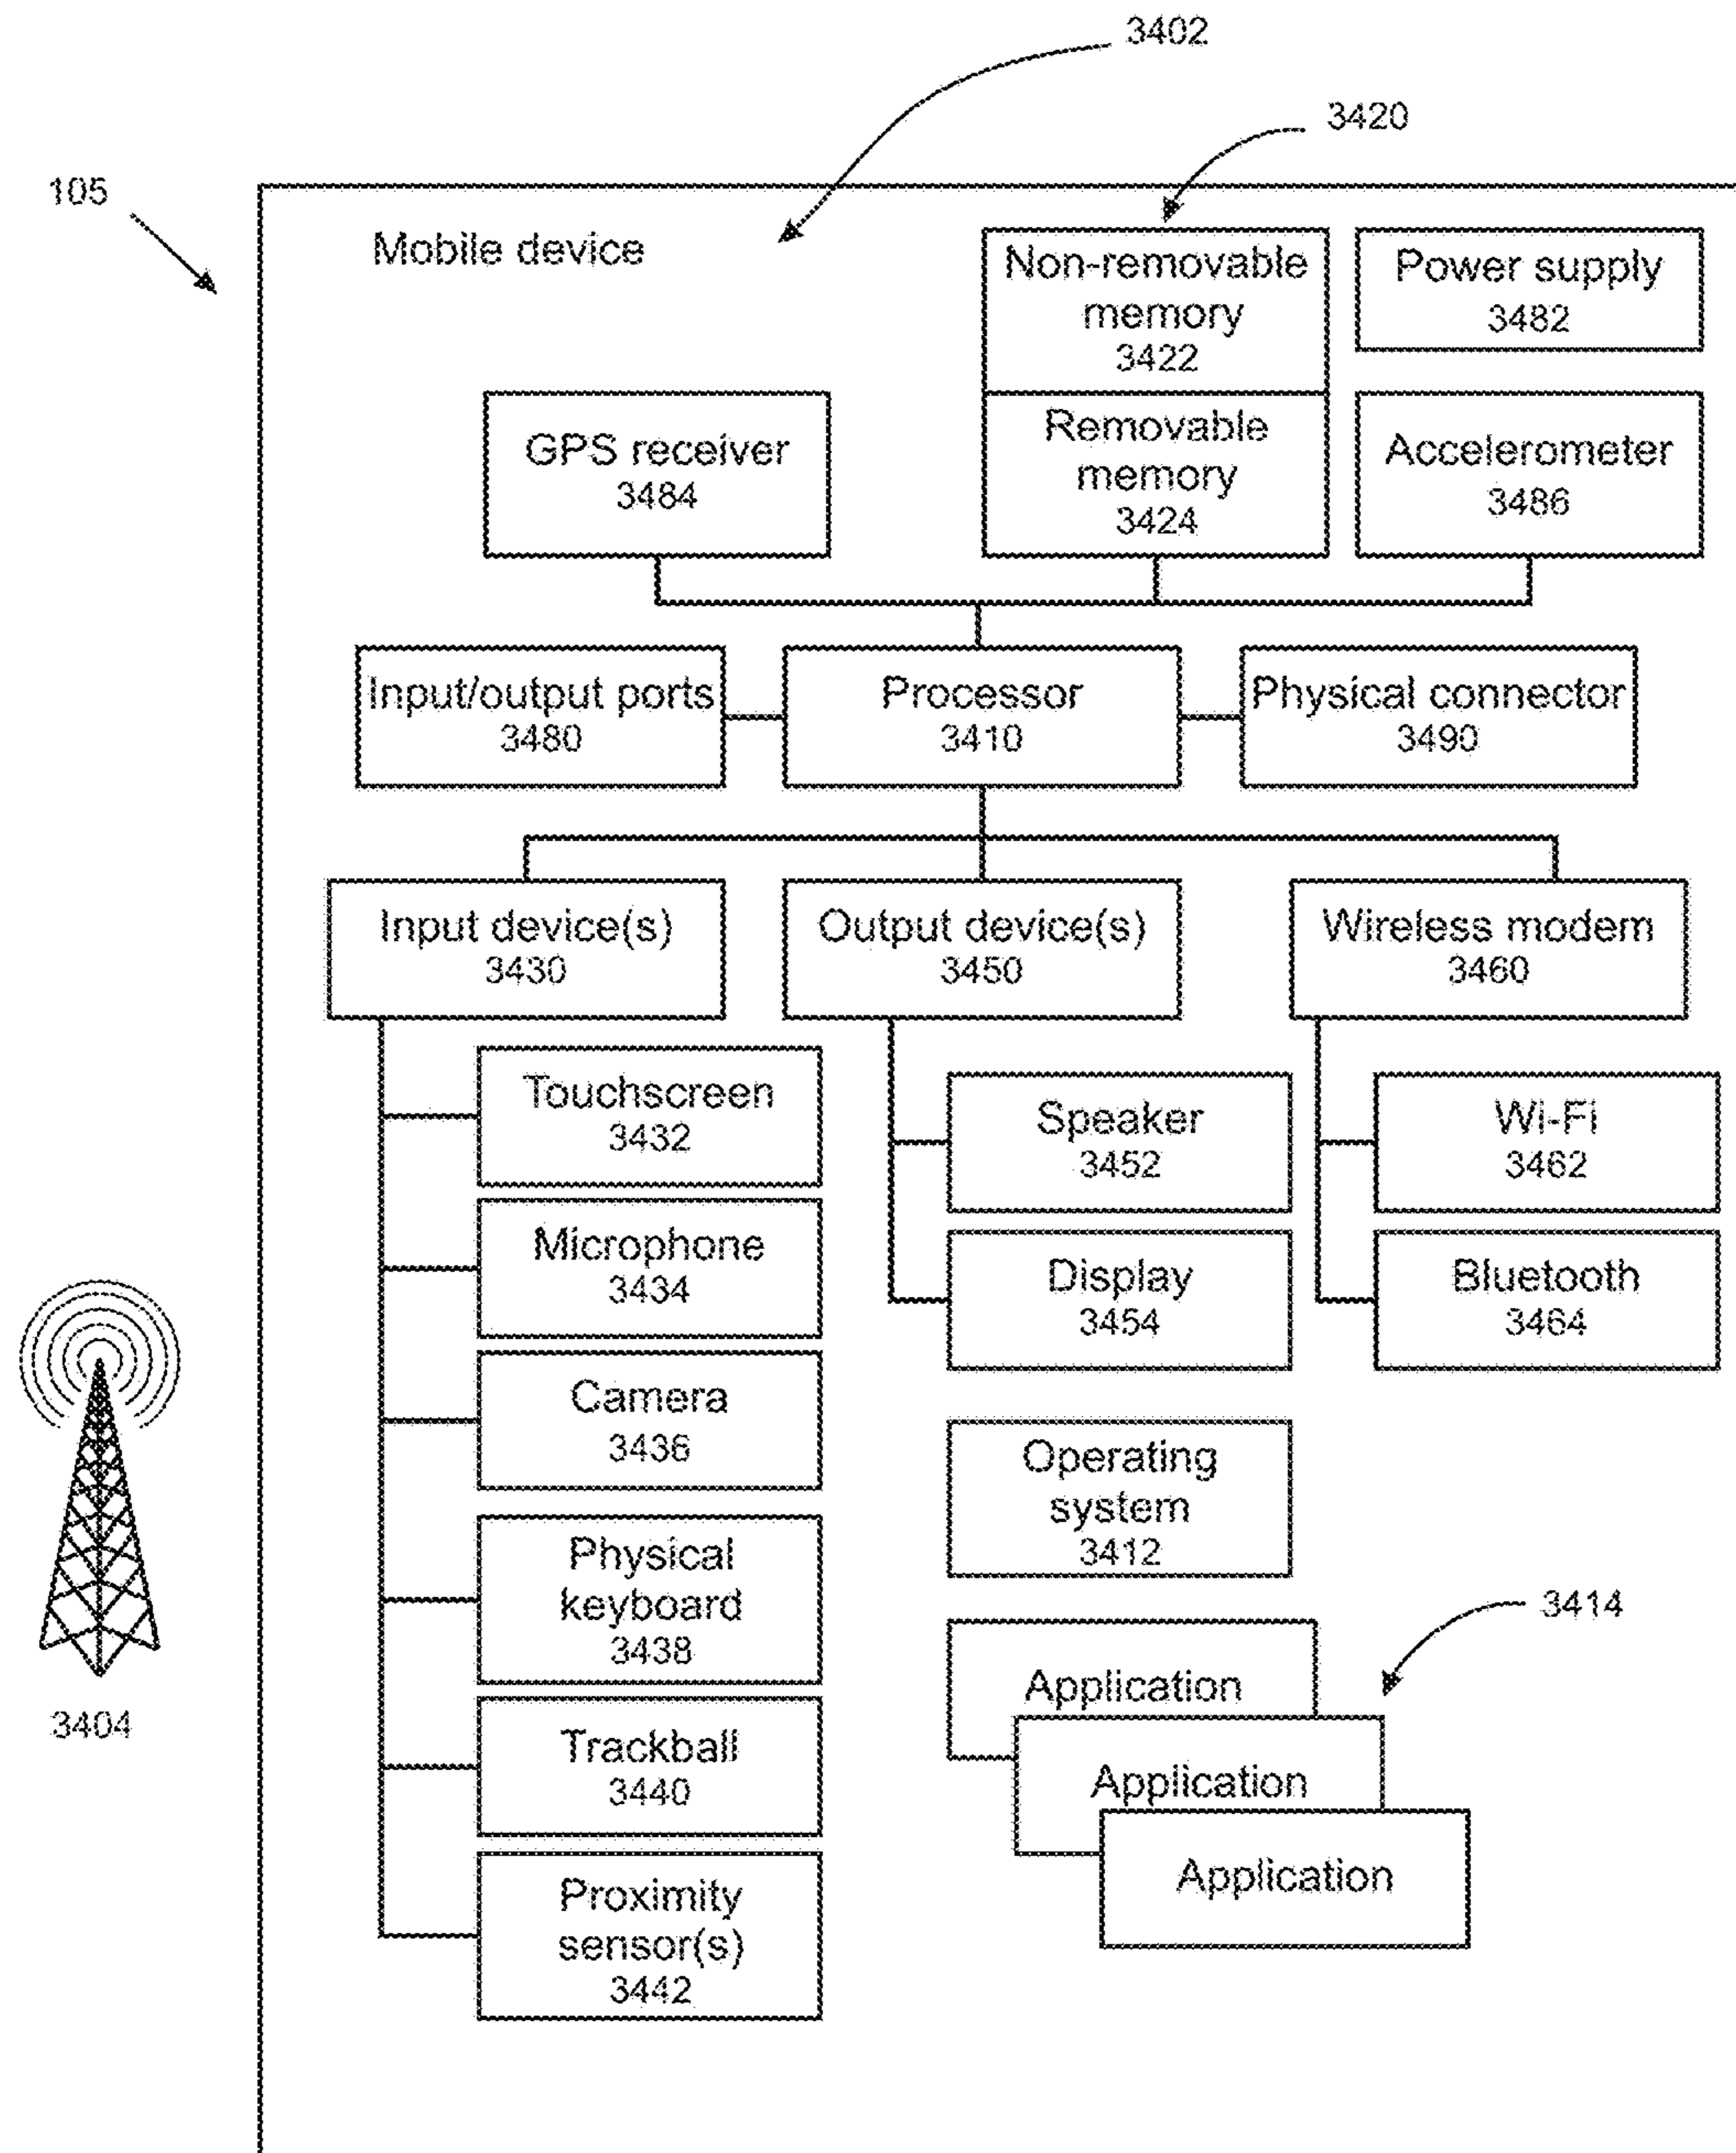 3402
3420
105
Mobile device
Non-removable
memory
3422
Power supply
3482
GPS receiver
3484
Removable
memory
3424
Accelerometer
3486
Input/output ports
3480
Processor
3410
Physical connector
3490
Input device(s)
3430
Output device(s)
3450
Wireless modem
3460
Touchscreen
3432
Microphone
3434
Camera
3436
Physical
keyboard
3438
Trackball
3440
Proximity
sensor(s)
3442
Speaker
3452
Display
3454
Wi-Fi
3462
Bluetooth
3464
Operating
system
3412
3414
Application
Application
Application
3404